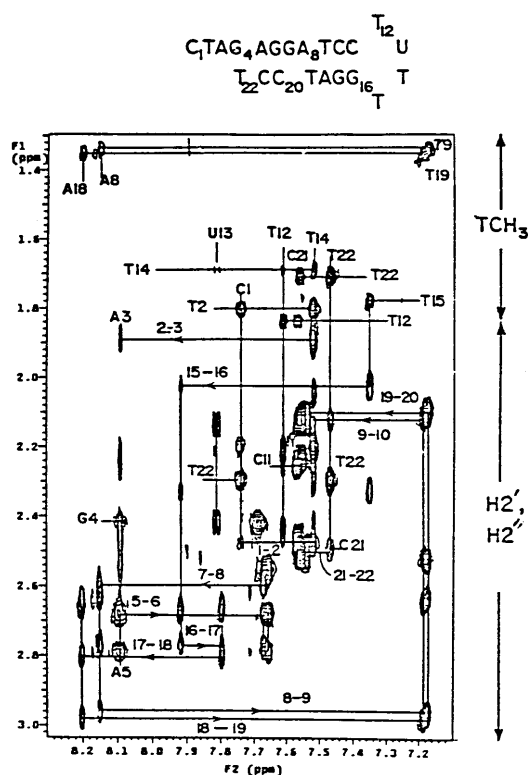 T12
C1TAG4AGGA8TCC U
T22CC20TAGG16 T
T
F1
(ppm)
1.4
1.6
1.8
2.0
2.2
2.4
2.6
2.8
3.0
A18 A8
T9
T19
TCH3
U13 T12 T14
T14 C21 T22
T22
C1
T15
A3 T2 T12
2-3
15-16
19-20
9-10
C11 T22
T22
H2',
H2"
G4
1-2 C21
21-22
7-8
5-6
16-17
17-18
A5
8-9
18-19
8.2 8.1 8.0 7.9 7.8 7.7 7.6 7.5 7.4 7.3 7.2
F2 (ppm)